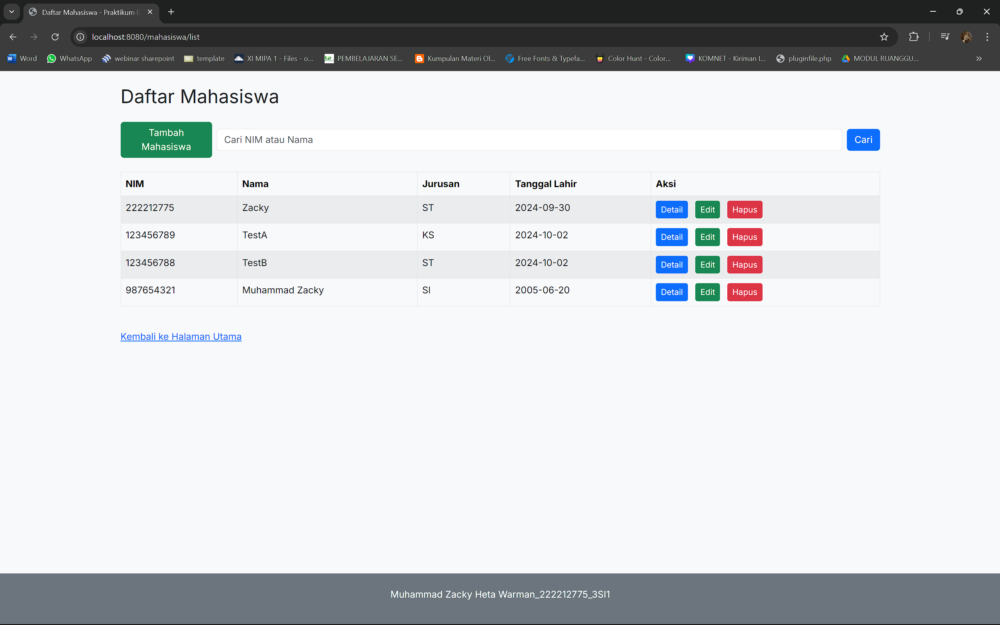 Daftar Mahasiswa - Praktikum 0
localhost:8080/mahasiswa/list
Word WhatsApp webinar sharepoint template XI MIPA 1 - Files - o... PEMBELAJARAN SE... Kumpulan Materi Ol... Free Fonts & Typefa... Color Hunt - Color... KOMNET - Kiriman I... pluginfile.php MODUL RUANGGU...
Daftar Mahasiswa
Tambah
Mahasiswa
Cari NIM atau Nama
Cari
NIM Nama Jurusan Tanggal Lahir Aksi
222212775 Zacky ST 2024-09-30 Detail Edit Hapus
123456789 TestA KS 2024-10-02 Detail Edit Hapus
123456788 TestB ST 2024-10-02 Detail Edit Hapus
987654321 Muhammad Zacky SI 2005-06-20 Detail Edit Hapus
Kembali ke Halaman Utama
Muhammad Zacky Heta Warman_222212775_3SI1